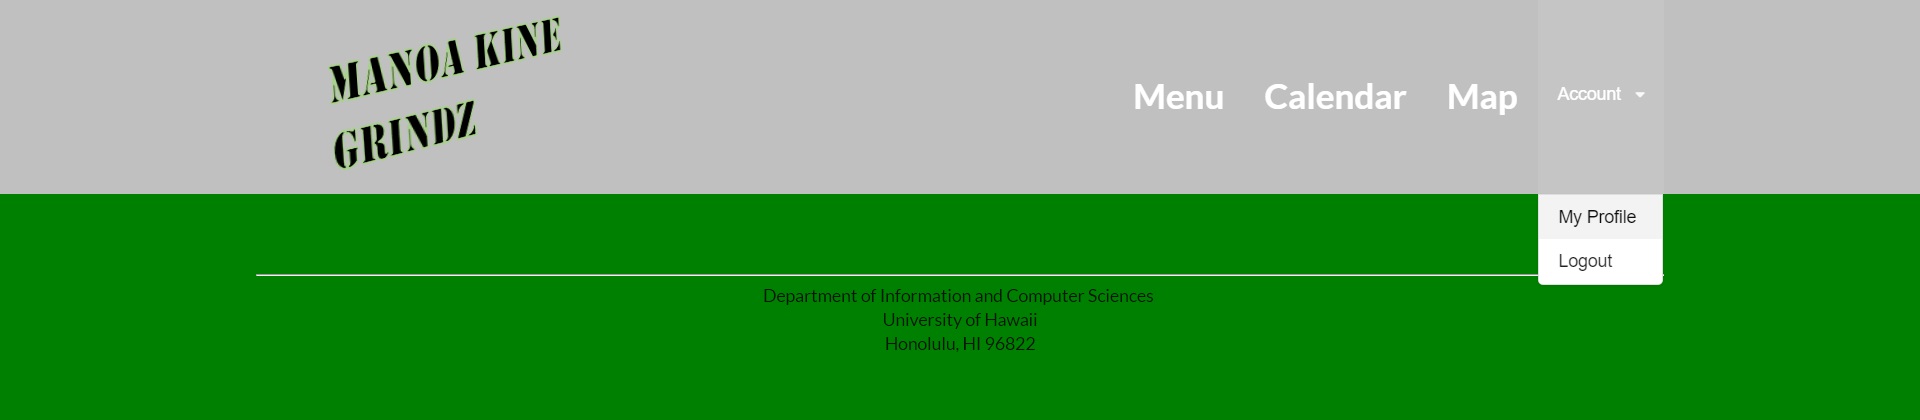 MANOA KINE
GRINDZ
Menu Calendar Map Account
My Profile
Logout
Department of Information and Computer Sciences
University of Hawaii
Honolulu, HI 96822